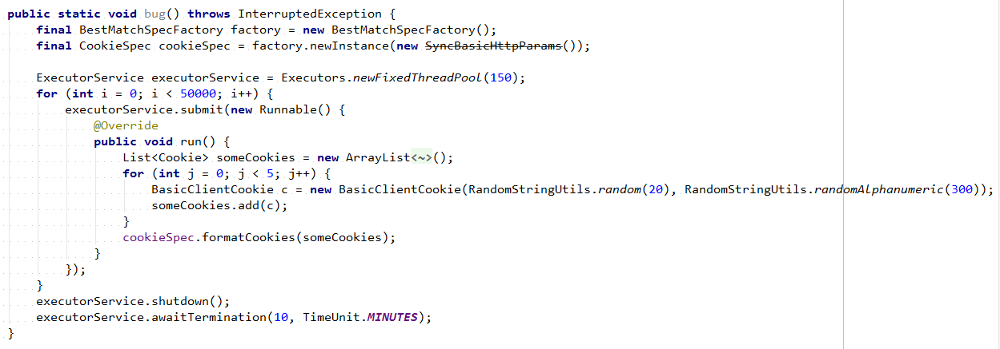 public static void bug() throws InterruptedException {
    final BestMatchSpecFactory factory = new BestMatchSpecFactory();
    final CookieSpec cookieSpec = factory.newInstance(new SyncBasicHttpParams());

    ExecutorService executorService = Executors.newFixedThreadPool(150);
    for (int i = 0; i < 50000; i++) {
        executorService.submit(new Runnable() {
            @Override
            public void run() {
                List<Cookie> someCookies = new ArrayList<~>();
                for (int j = 0; j < 5; j++) {
                    BasicClientCookie c = new BasicClientCookie(RandomStringUtils.random(20), RandomStringUtils.randomAlphanumeric(300));
                    someCookies.add(c);
                }
                cookieSpec.formatCookies(someCookies);
            }
        });
    }
    executorService.shutdown();
    executorService.awaitTermination(10, TimeUnit.MINUTES);
}